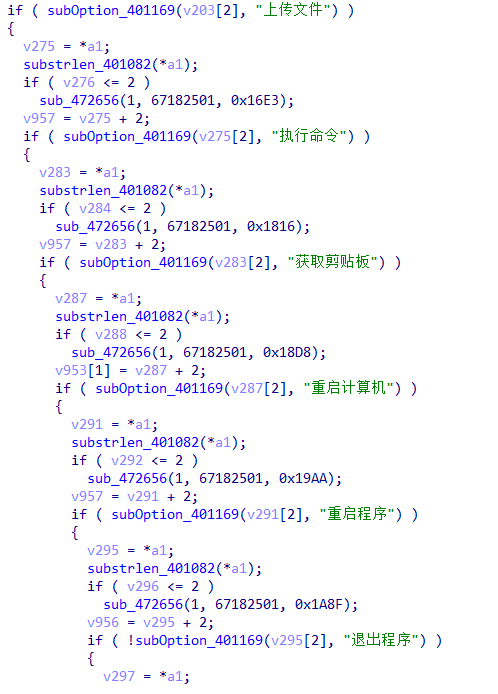 if ( subOption_401169(v203[2], "上传文件") )
{
v275 = *a1;
substrlen_401082(*a1);
if ( v276 <= 2 )
sub_472656(1, 67182501, 0x16E3);
v957 = v275 + 2;
if ( subOption_401169(v275[2], "执行命令") )
{
v283 = *a1;
substrlen_401082(*a1);
if ( v284 <= 2 )
sub_472656(1, 67182501, 0x1816);
v957 = v283 + 2;
if ( subOption_401169(v283[2], "获取剪贴板") )
{
v287 = *a1;
substrlen_401082(*a1);
if ( v288 <= 2 )
sub_472656(1, 67182501, 0x18D8);
v953[1] = v287 + 2;
if ( subOption_401169(v287[2], "重启计算机") )
{
v291 = *a1;
substrlen_401082(*a1);
if ( v292 <= 2 )
sub_472656(1, 67182501, 0x19AA);
v957 = v291 + 2;
if ( subOption_401169(v291[2], "重启程序") )
{
v295 = *a1;
substrlen_401082(*a1);
if ( v296 <= 2 )
sub_472656(1, 67182501, 0x1A8F);
v956 = v295 + 2;
if ( !subOption_401169(v295[2], "退出程序") )
{
v297 = *a1;